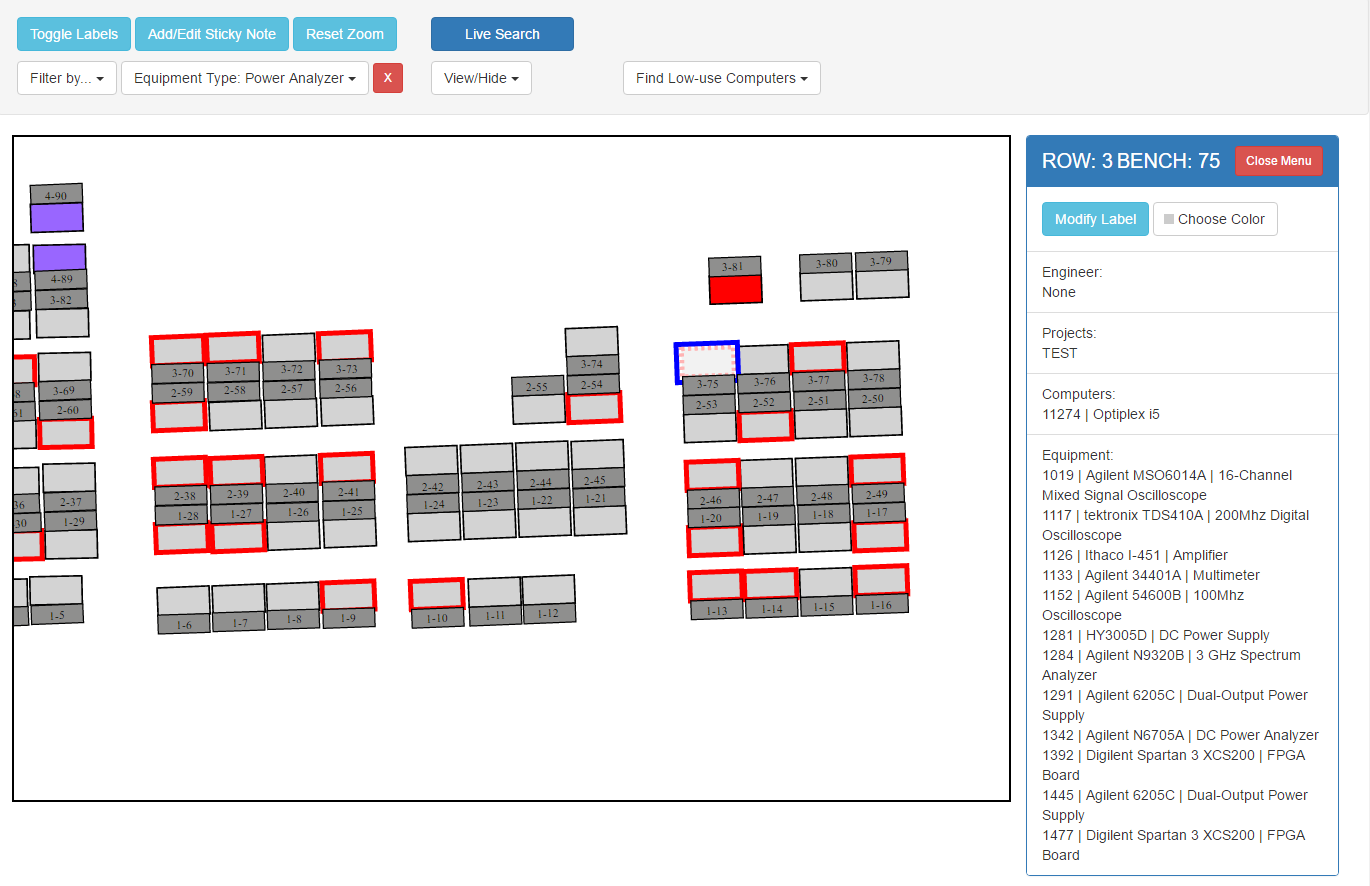 Toggle Labels Add/Edit Sticky Note Reset Zoom Live Search
Filter by... Equipment Type: Power Analyzer X View/Hide Find Low-use Computers
ROW: 3 BENCH: 75 Close Menu
Modify Label Choose Color
Engineer:
None
Projects:
TEST
Computers:
11274 | Optiplex i5
Equipment:
1019 | Agilent MSO6014A | 16-Channel
Mixed Signal Oscilloscope
1117 | tektronix TDS410A | 200Mhz Digital
Oscilloscope
1126 | Ithaco I-451 | Amplifier
1133 | Agilent 34401A | Multimeter
1152 | Agilent 54600B | 100Mhz
Oscilloscope
1281 | HY3005D | DC Power Supply
1284 | Agilent N9320B | 3 GHz Spectrum
Analyzer
1291 | Agilent 6205C | Dual-Output Power
Supply
1342 | Agilent N6705A | DC Power Analyzer
1392 | Digilent Spartan 3 XCS200 | FPGA
Board
1445 | Agilent 6205C | Dual-Output Power
Supply
1477 | Digilent Spartan 3 XCS200 | FPGA
Board
4-90
4-89
3-82
3-81 3-80 3-79
3-69
2-60
3-70 3-71 3-72 3-73
2-59 2-58 2-57 2-56
3-74
2-55 2-54
3-75 3-76 3-77 3-78
2-53 2-52 2-51 2-50
2-37
1-29
2-38 2-39 2-40 2-41
1-28 1-27 1-26 1-25
2-42 2-43 2-44 2-45
1-24 1-23 1-22 1-21
2-46 2-47 2-48 2-49
1-20 1-19 1-18 1-17
1-5 1-6 1-7 1-8 1-9 1-10 1-11 1-12 1-13 1-14 1-15 1-16